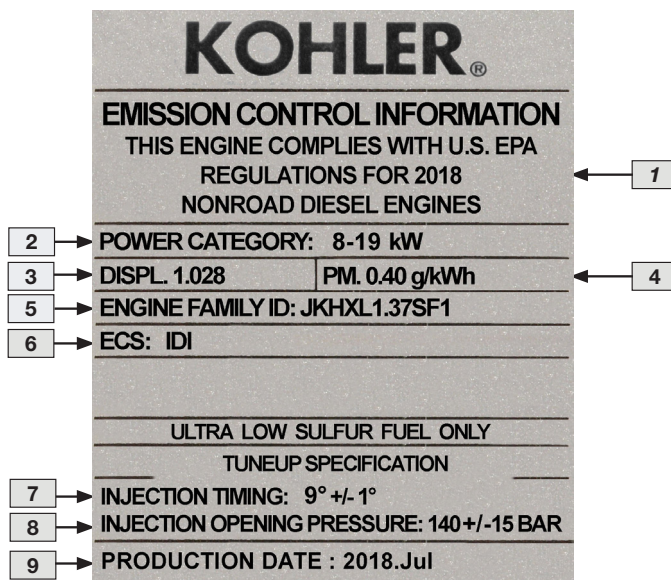 KOHLER®
EMISSION CONTROL INFORMATION
THIS ENGINE COMPLIES WITH U.S. EPA
REGULATIONS FOR 2018
1
NONROAD DIESEL ENGINES
2 POWER CATEGORY: 8-19 kW
3 DISPL. 1.028 PM. 0.40 g/kWh 4
5 ENGINE FAMILY ID: JKHXL1.37SF1
6 ECS: IDI
ULTRA LOW SULFUR FUEL ONLY
TUNEUP SPECIFICATION
7 INJECTION TIMING: 9° +/- 1°
8 INJECTION OPENING PRESSURE: 140+/-15 BAR
9 PRODUCTION DATE : 2018.Jul